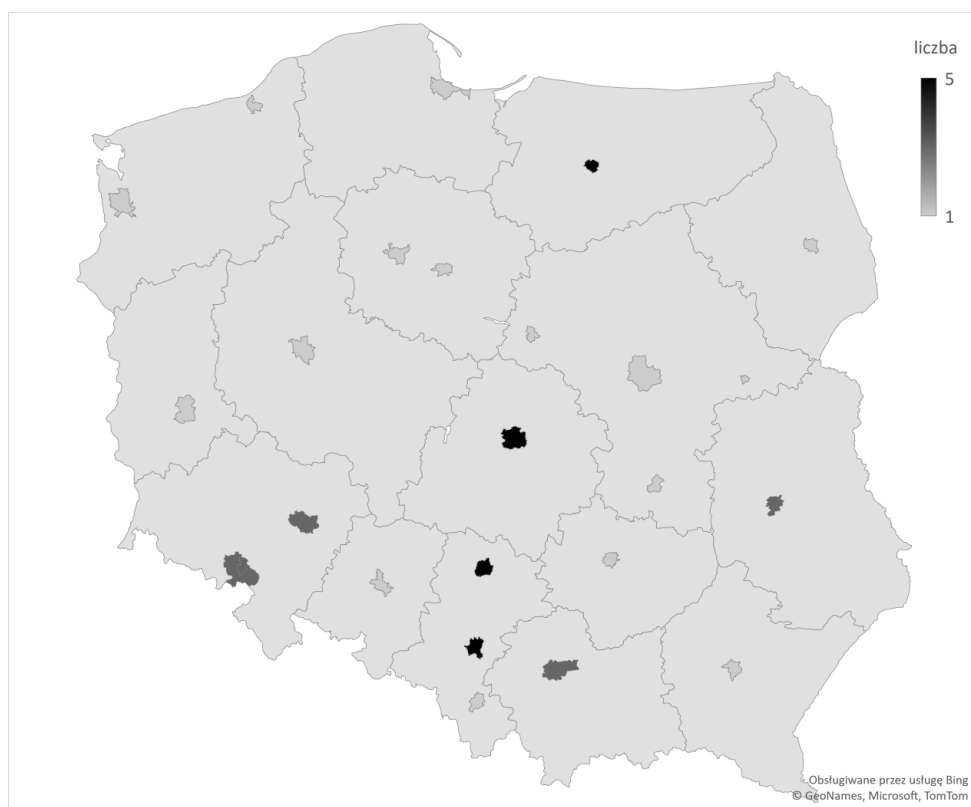 liczba
5
1
Obsługiwane przez usługę Bing
© GeoNames, Microsoft, TomTom